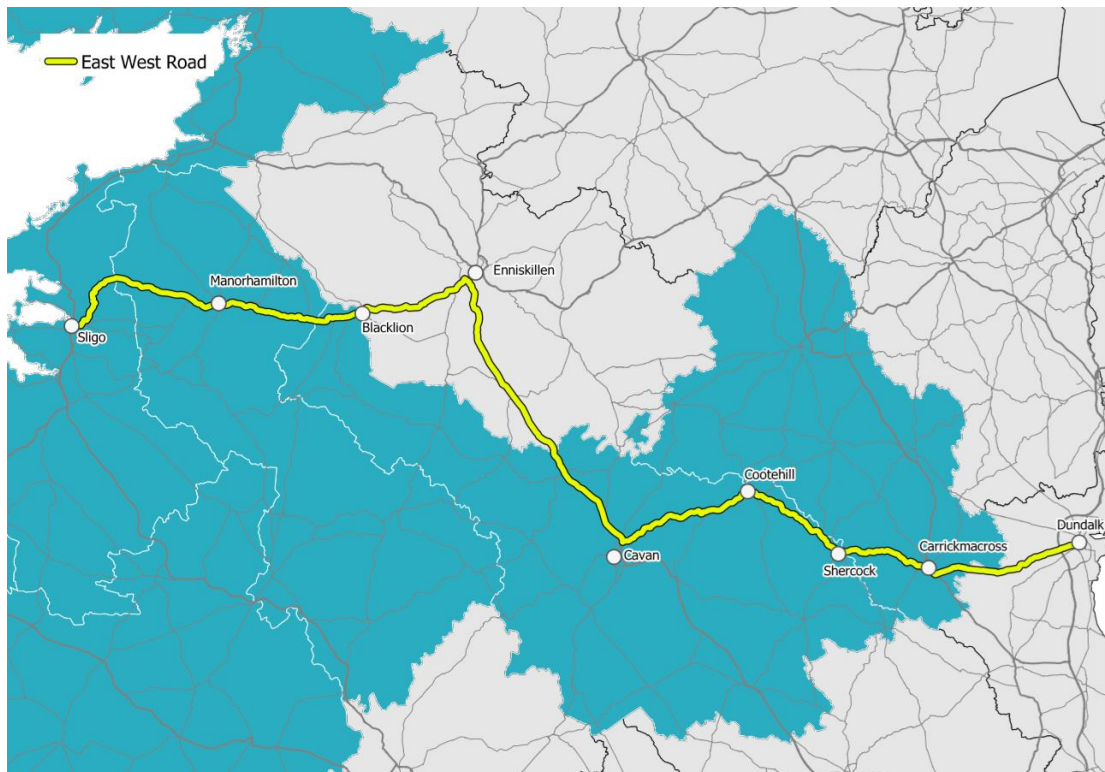 East West Road
Enniskillen
Manorhamilton
Blacklion
Sligo
Cootehill
Dundalk
Carrickmacross
Cavan
Shercock